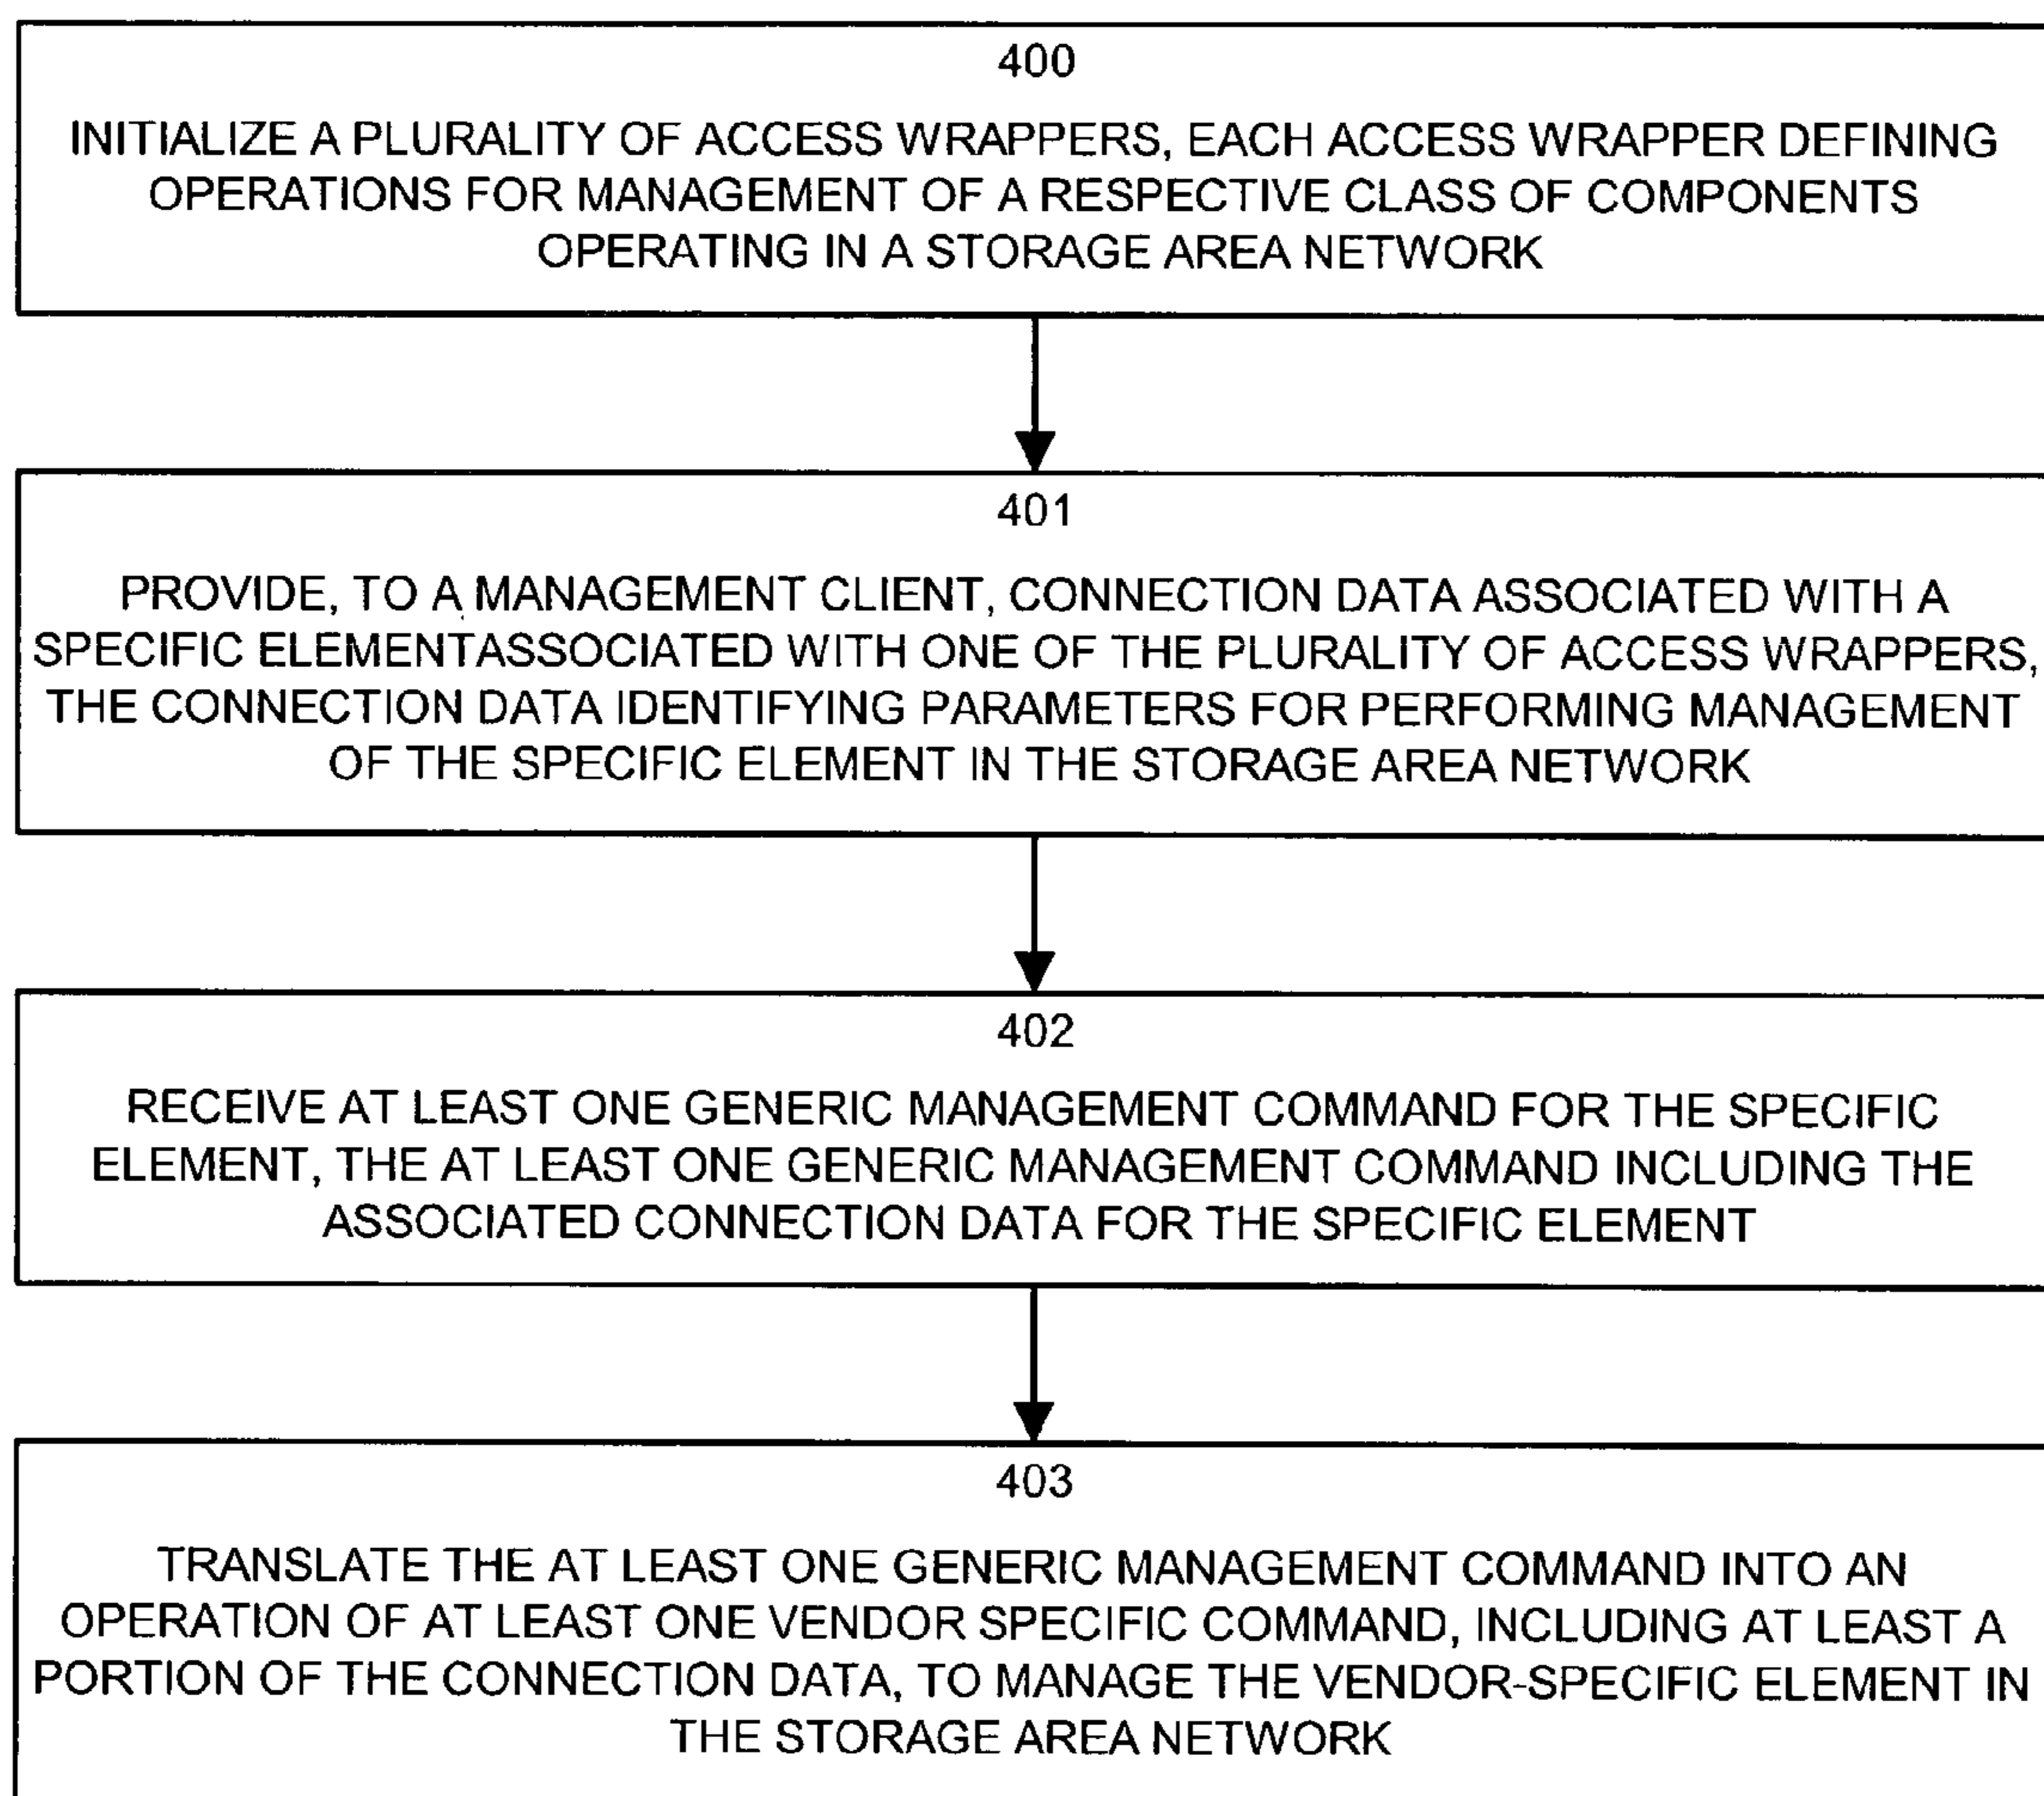 400
INITIALIZE A PLURALITY OF ACCESS WRAPPERS, EACH ACCESS WRAPPER DEFINING
OPERATIONS FOR MANAGEMENT OF A RESPECTIVE CLASS OF COMPONENTS
OPERATING IN A STORAGE AREA NETWORK
401
PROVIDE, TO A MANAGEMENT CLIENT, CONNECTION DATA ASSOCIATED WITH A
SPECIFIC ELEMENTASSOCIATED WITH ONE OF THE PLURALITY OF ACCESS WRAPPERS,
THE CONNECTION DATA IDENTIFYING PARAMETERS FOR PERFORMING MANAGEMENT
OF THE SPECIFIC ELEMENT IN THE STORAGE AREA NETWORK
402
RECEIVE AT LEAST ONE GENERIC MANAGEMENT COMMAND FOR THE SPECIFIC
ELEMENT, THE AT LEAST ONE GENERIC MANAGEMENT COMMAND INCLUDING THE
ASSOCIATED CONNECTION DATA FOR THE SPECIFIC ELEMENT
403
TRANSLATE THE AT LEAST ONE GENERIC MANAGEMENT COMMAND INTO AN
OPERATION OF AT LEAST ONE VENDOR SPECIFIC COMMAND, INCLUDING AT LEAST A
PORTION OF THE CONNECTION DATA, TO MANAGE THE VENDOR-SPECIFIC ELEMENT IN
THE STORAGE AREA NETWORK